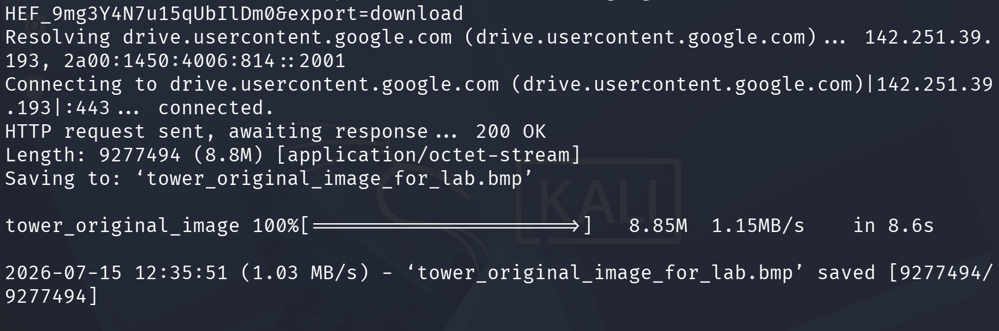 HEF_9mg3Y4N7u15qUbIlDm0&export=download
Resolving drive.usercontent.google.com (drive.usercontent.google.com)... 142.251.39.
193, 2a00:1450:4006:814::2001
Connecting to drive.usercontent.google.com (drive.usercontent.google.com)|142.251.39
.193|:443... connected.
HTTP request sent, awaiting response... 200 OK
Length: 9277494 (8.8M) [application/octet-stream]
Saving to: ‘tower_original_image_for_lab.bmp’
KALI
tower_original_image 100%[===================>] 8.85M 1.15MB/s in 8.6s
2026-07-15 12:35:51 (1.03 MB/s) - ‘tower_original_image_for_lab.bmp’ saved [9277494/
9277494]